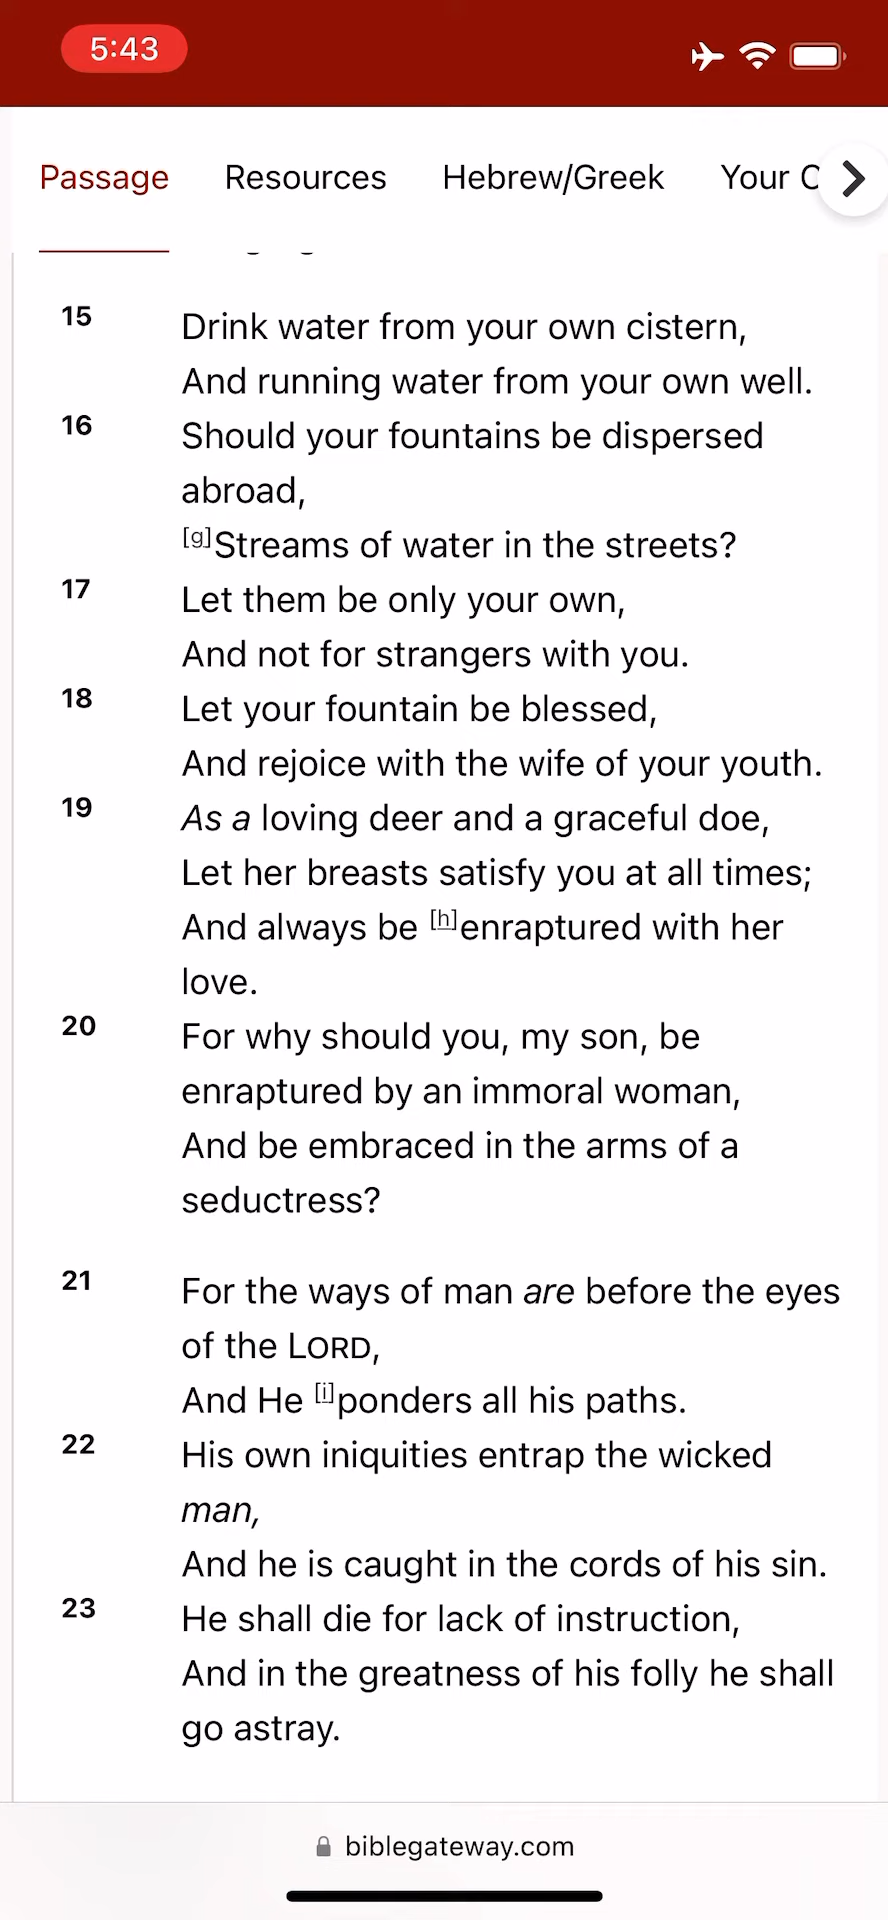 5:43
Passage Resources Hebrew/Greek Your
15 Drink water from your own cistern,
And running water from your own well.
16 Should your fountains be dispersed
abroad,
[g]Streams of water in the streets?
17 Let them be only your own,
And not for strangers with you.
18 Let your fountain be blessed,
And rejoice with the wife of your youth.
19 As a loving deer and a graceful doe,
Let her breasts satisfy you at all times;
And always be [h]enraptured with her
love.
20 For why should you, my son, be
enraptured by an immoral woman,
And be embraced in the arms of a
seductress?
21 For the ways of man are before the eyes
of the LORD,
And He [i]ponders all his paths.
22 His own iniquities entrap the wicked
man,
And he is caught in the cords of his sin.
23 He shall die for lack of instruction,
And in the greatness of his folly he shall
go astray.
biblegateway.com